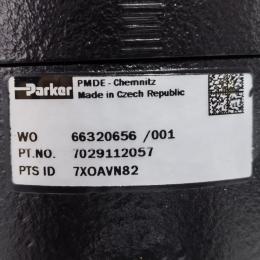 Parker
PMDE - Chemnitz
Made in Czech Republic
WO 66320656 /001
PT.NO. 7029112057
PTS ID 7XOAVN82